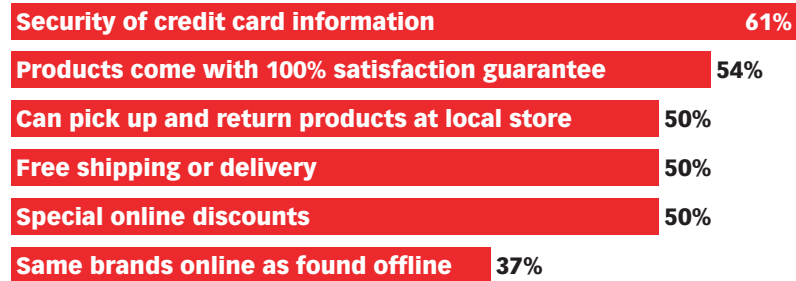 Security of credit card information 61%
Products come with 100% satisfaction guarantee 54%
Can pick up and return products at local store 50%
Free shipping or delivery 50%
Special online discounts 50%
Same brands online as found offline 37%